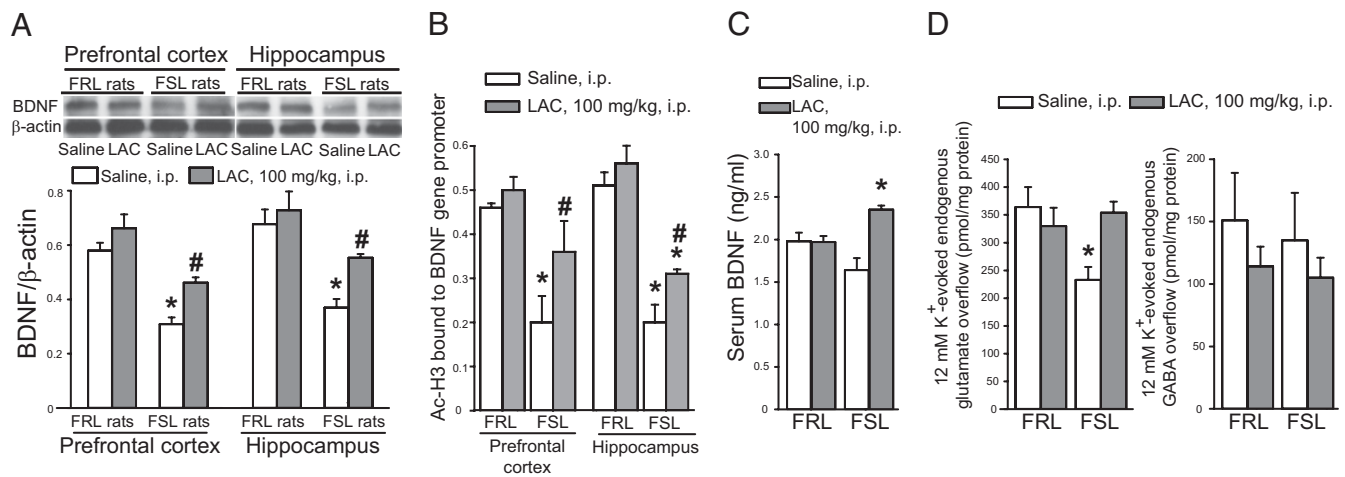 A
Prefrontal cortex Hippocampus
FRL rats FSL rats FRL rats FSL rats
BDNF
β-actin
Saline LAC Saline LAC Saline LAC Saline LAC
Saline, i.p. LAC, 100 mg/kg, i.p.
BDNF/β-actin
0.8
0.6
0.4
0.2
0
* # * #
FRL rats FSL rats FRL rats FSL rats
Prefrontal cortex Hippocampus
B
Saline, i.p.
LAC, 100 mg/kg, i.p.
Ac-H3 bound to BDNF gene promoter
0.6
0.5
0.4
0.3
0.2
0.1
0
* # * # *
FRL FSL FRL FSL
Prefrontal Hippocampus
cortex
C
Saline, i.p.
LAC,
100 mg/kg, i.p.
Serum BDNF (ng/ml)
3.0
2.5
2.0
1.5
1.0
0.5
0
*
FRL FSL
D
Saline, i.p. LAC, 100 mg/kg, i.p.
12 mM K+-evoked endogenous
glutamate overflow (pmol/mg protein)
450
400
350
300
250
200
150
100
50
0
*
FRL FSL
12 mM K+-evoked endogenous
GABA overflow (pmol/mg protein)
200
150
100
50
0
FRL FSL